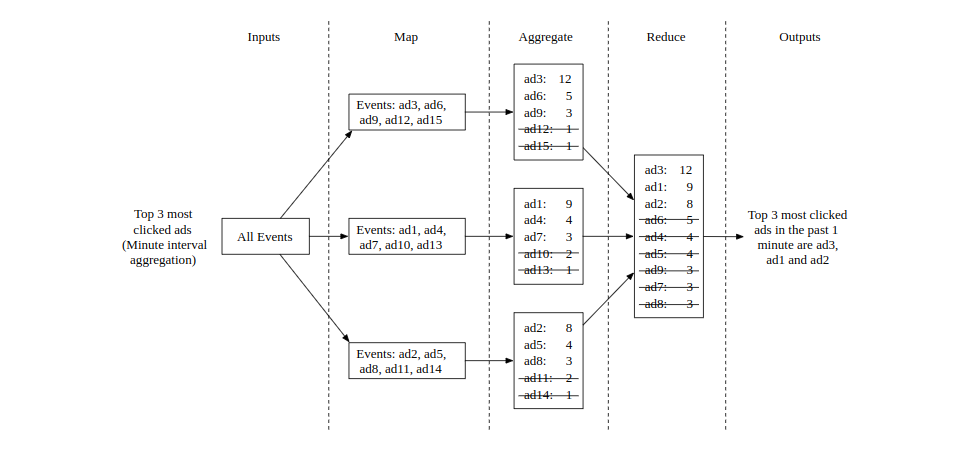 Inputs
Map
Aggregate
Reduce
Outputs
Top 3 most
clicked ads
(Minute interval
aggregation)
All Events
Events: ad3, ad6,
ad9, ad12, ad15
Events: ad1, ad4,
ad7, ad10, ad13
Events: ad2, ad5,
ad8, ad11, ad14
ad3: 12
ad6: 5
ad9: 3
ad12: 1
ad15: 1
ad1: 9
ad4: 4
ad7: 3
ad10: 2
ad13: 1
ad2: 8
ad5: 4
ad8: 3
ad11: 2
ad14: 1
ad3: 12
ad1: 9
ad2: 8
ad6: 5
ad4: 4
ad5: 4
ad9: 3
ad7: 3
ad8: 3
Top 3 most clicked
ads in the past 1
minute are ad3,
ad1 and ad2